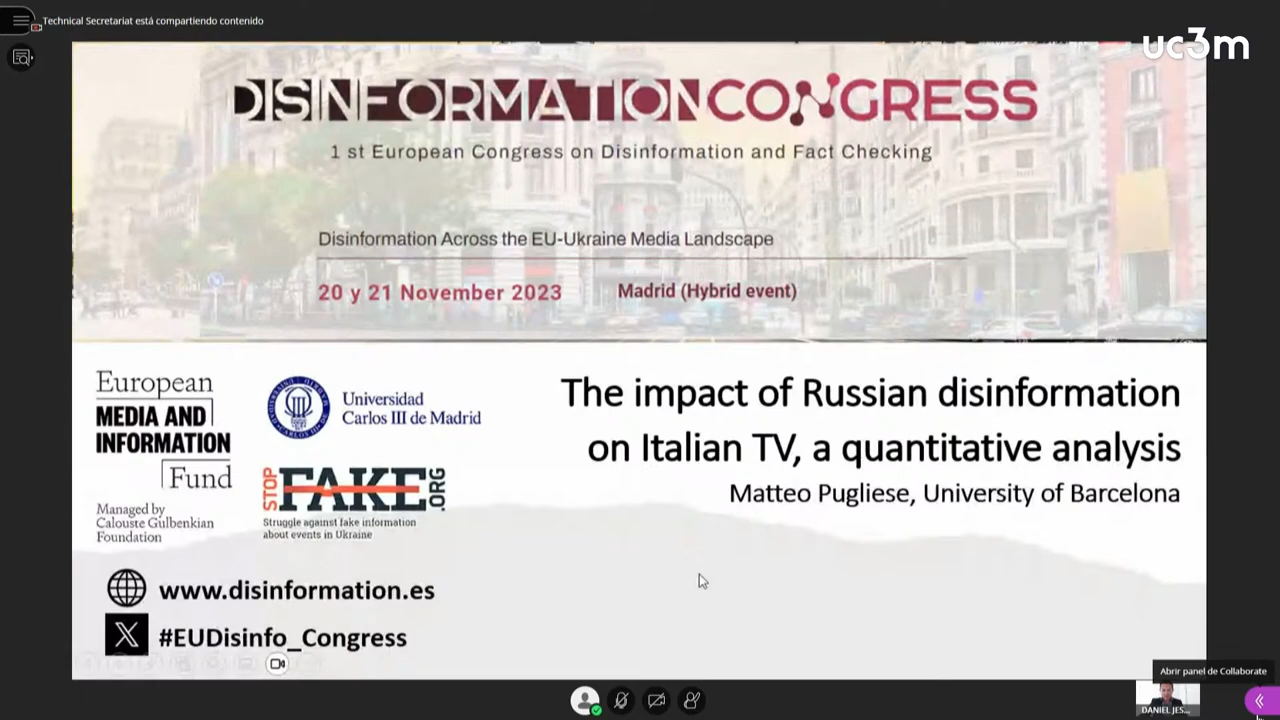 Technical Secretariat está compartiendo contenido
uc3m
DISINFORMATION CONGRESS
1 st European Congress on Disinformation and Fact Checking
Disinformation Across the EU-Ukraine Media Landscape
20 y 21 November 2023 Madrid (Hybrid event)
European
MEDIA AND
INFORMATION
Fund
Managed by
Calouste Gulbenkian
Foundation
Universidad
Carlos III de Madrid
STOP FAKE .ORG
Struggle against fake information
about events in Ukraine
The impact of Russian disinformation
on Italian TV, a quantitative analysis
Matteo Pugliese, University of Barcelona
www.disinformation.es
#EUDisinfo_Congress
Abrir panel de Collaborate
DANIEL JES...